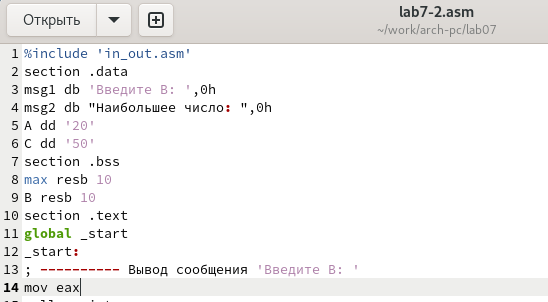 Открыть
lab7-2.asm
~/work/arch-pc/lab07
1 %include 'in_out.asm'
2 section .data
3 msg1 db 'Введите B: ',0h
4 msg2 db "Наибольшее число: ",0h
5 A dd '20'
6 C dd '50'
7 section .bss
8 max resb 10
9 B resb 10
10 section .text
11 global _start
12 _start:
13 ; ---------- Вывод сообщения 'Введите B: '
14 mov eax